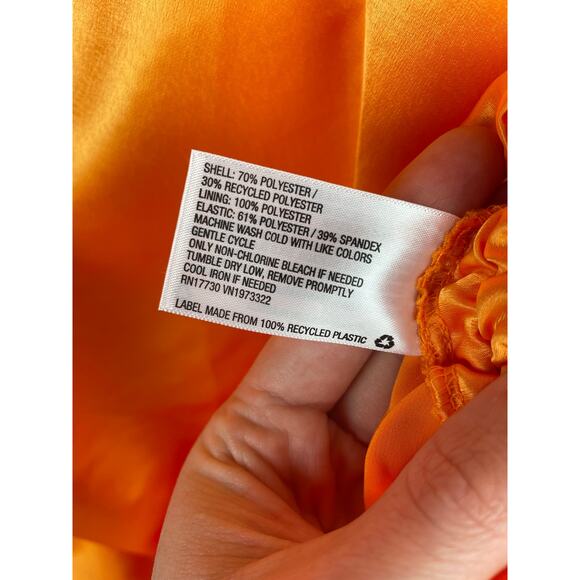 SHELL: 70% POLYESTER /
30% RECYCLED POLYESTER
LINING: 100% POLYESTER
ELASTIC: 61% POLYESTER / 39% SPANDEX
MACHINE WASH COLD WITH LIKE COLORS
GENTLE CYCLE
ONLY NON-CHLORINE BLEACH IF NEEDED
TUMBLE DRY LOW, REMOVE PROMPTLY
COOL IRON IF NEEDED
RN17730 VN1973322
LABEL MADE FROM 100% RECYCLED PLASTIC